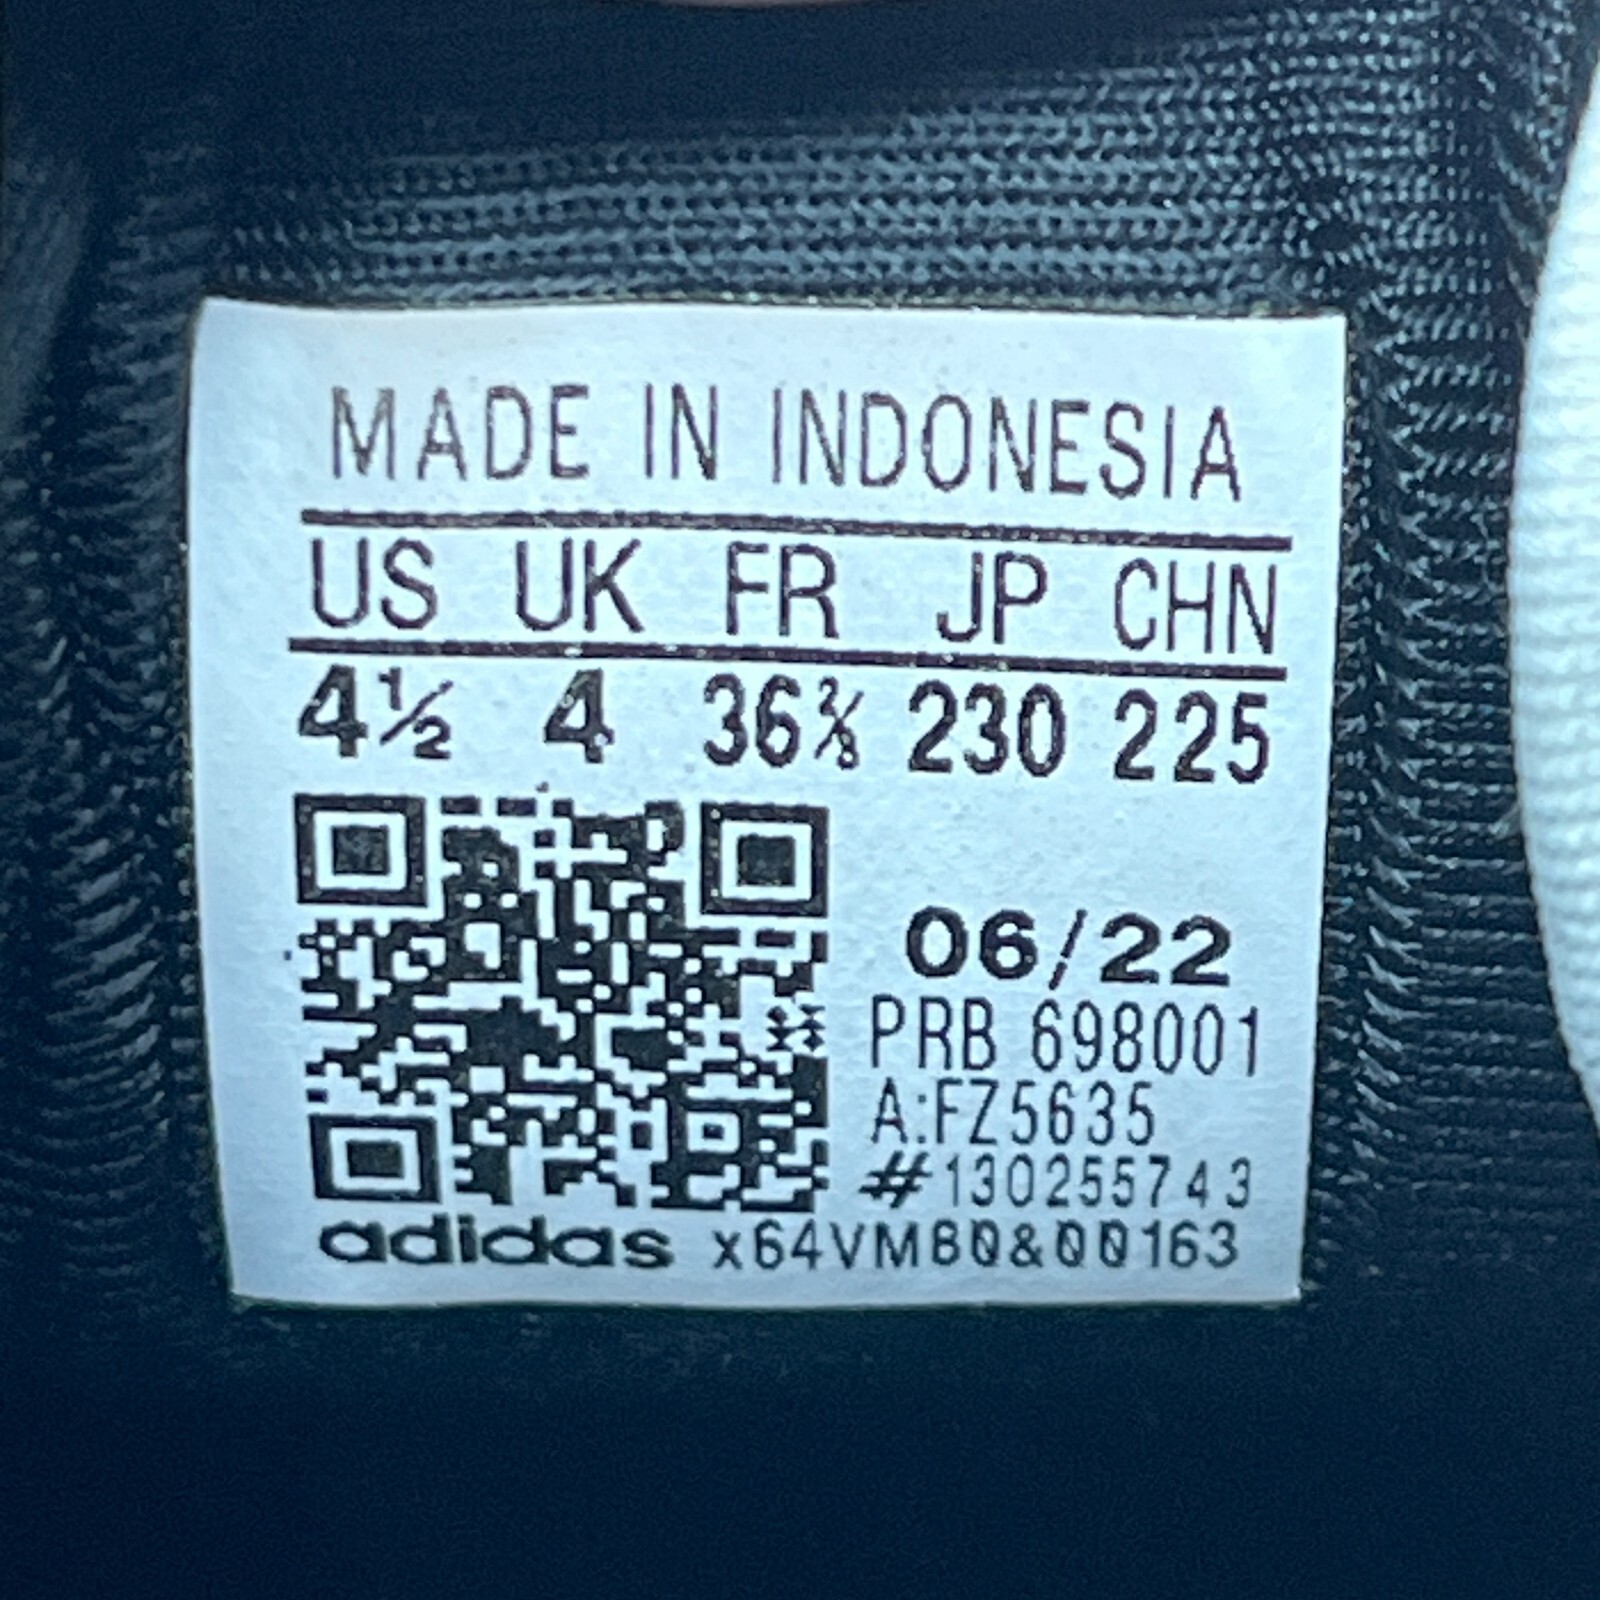 MADE IN INDONESIA
US UK FR JP CHN
4½ 4 36⅔ 230 225
06/22
PRB 698001
A:FZ5635
#130255743
adidas x64VM80&00163